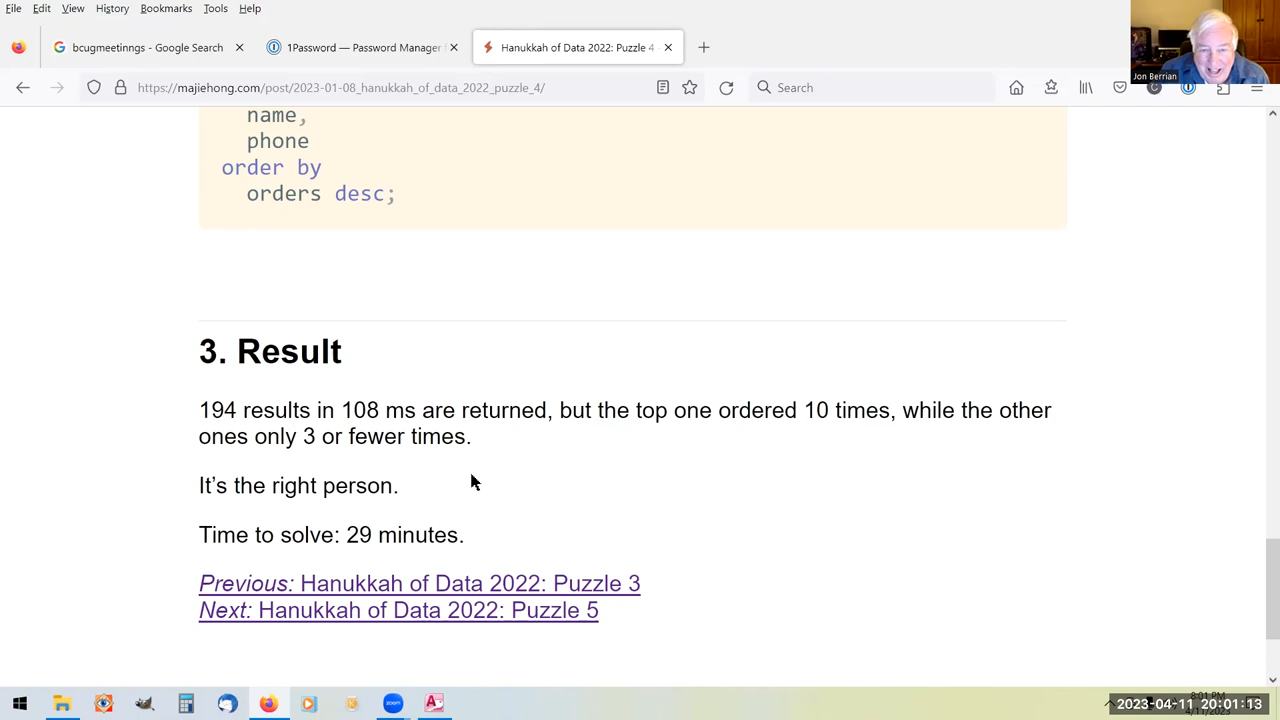 File Edit View History Bookmarks Tools Help
bcugmeetinngs - Google Search
1Password — Password Manager
Hanukkah of Data 2022: Puzzle 4 -
https://majiehong.com/post/2023-01-08_hanukkah_of_data_2022_puzzle_4/
Search
Jon Berrian
name,
phone
order by
orders desc;
3. Result
194 results in 108 ms are returned, but the top one ordered 10 times, while the other
ones only 3 or fewer times.
It's the right person.
Time to solve: 29 minutes.
Previous: Hanukkah of Data 2022: Puzzle 3
Next: Hanukkah of Data 2022: Puzzle 5
zoom
8:01 PM
2023-04-11 20:01:13